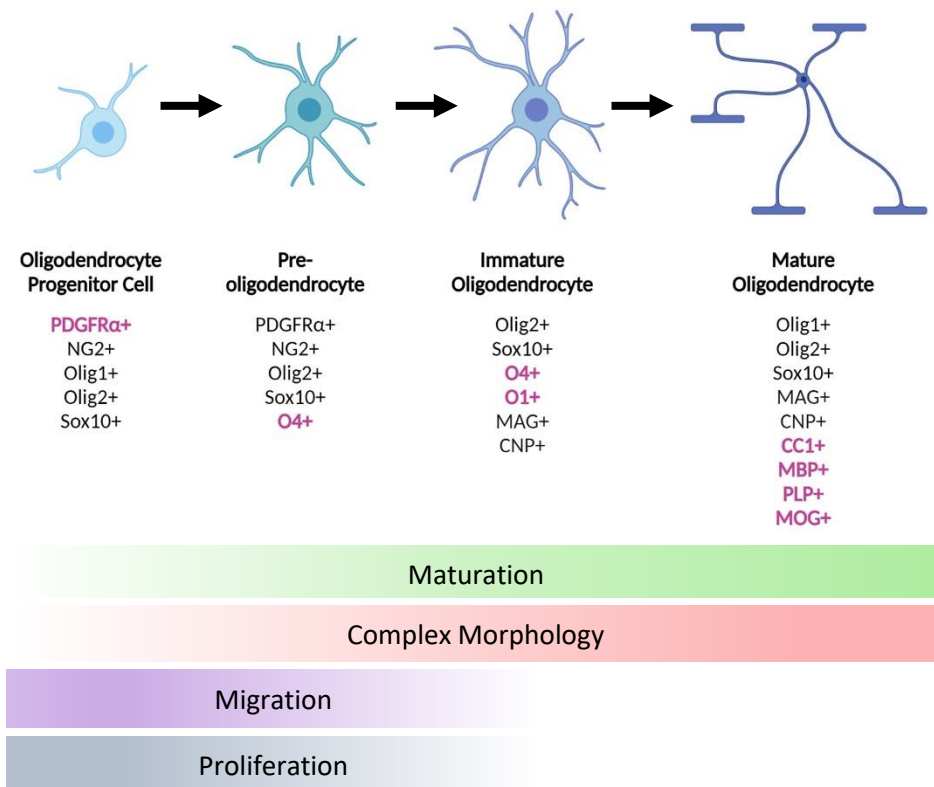 Oligodendrocyte
Progenitor Cell
PDGFRα+
NG2+
Olig1+
Olig2+
Sox10+
Pre-
oligodendrocyte
PDGFRα+
NG2+
Olig2+
Sox10+
O4+
Immature
Oligodendrocyte
Olig2+
Sox10+
O4+
O1+
MAG+
CNP+
Mature
Oligodendrocyte
Olig1+
Olig2+
Sox10+
MAG+
CNP+
CC1+
MBP+
PLP+
MOG+
Maturation
Complex Morphology
Migration
Proliferation